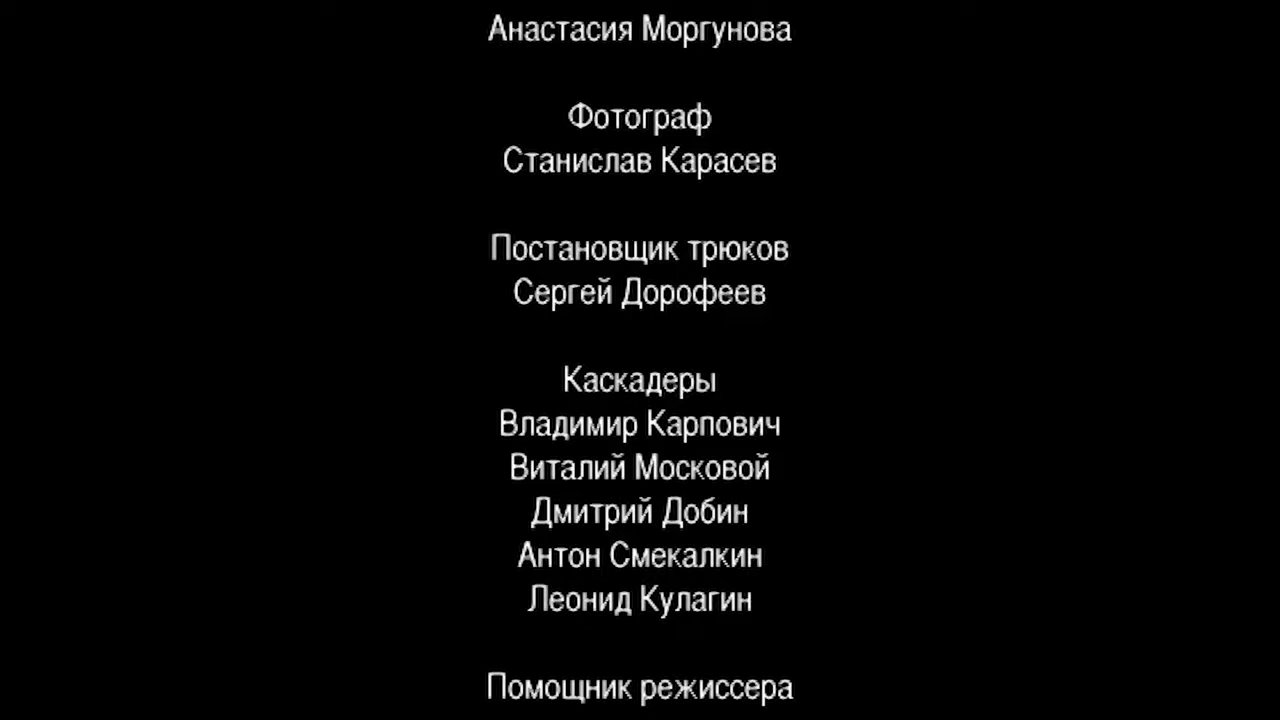 Анастасия Моргунова
Фотограф
Станислав Карасев
Постановщик трюков
Сергей Дорофеев
Каскадеры
Владимир Карпович
Виталий Московой
Дмитрий Добин
Антон Смекалкин
Леонид Кулагин
Помощник режиссера